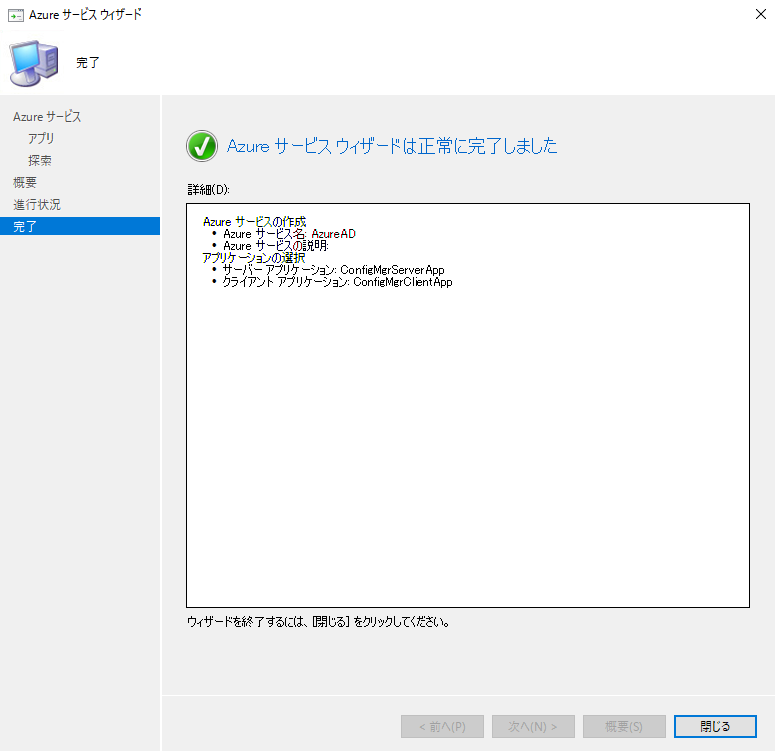 Azure サービス ウィザード
完了
Azure サービス
アプリ
探索
概要
進行状況
完了
Azure サービス ウィザードは正常に完了しました
詳細(D):
Azure サービスの作成
• Azure サービス名: AzureAD
• Azure サービスの説明:
アプリケーションの選択
• サーバー アプリケーション: ConfigMgrServerApp
• クライアント アプリケーション: ConfigMgrClientApp
ウィザードを終了するには、[閉じる] をクリックしてください。
< 前へ(P)
次へ(N) >
概要(S)
閉じる